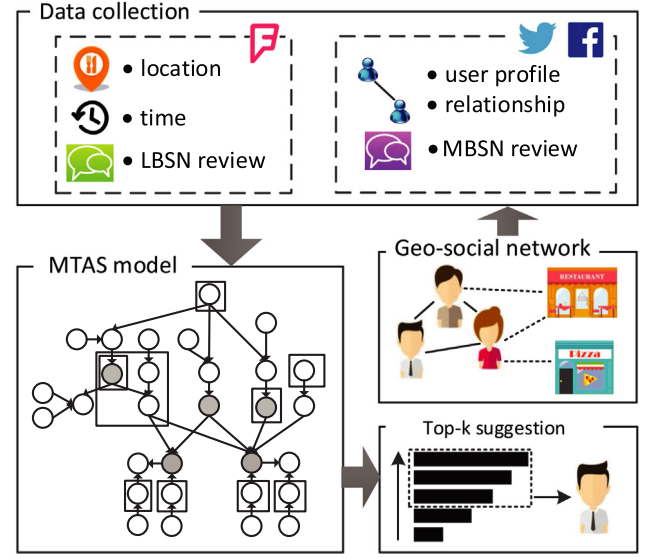 Data collection
• location
• time
• LBSN review
• user profile
• relationship
• MBSN review
MTAS model
Geo-social network
RESTAURANT
Pizza
Top-k suggestion